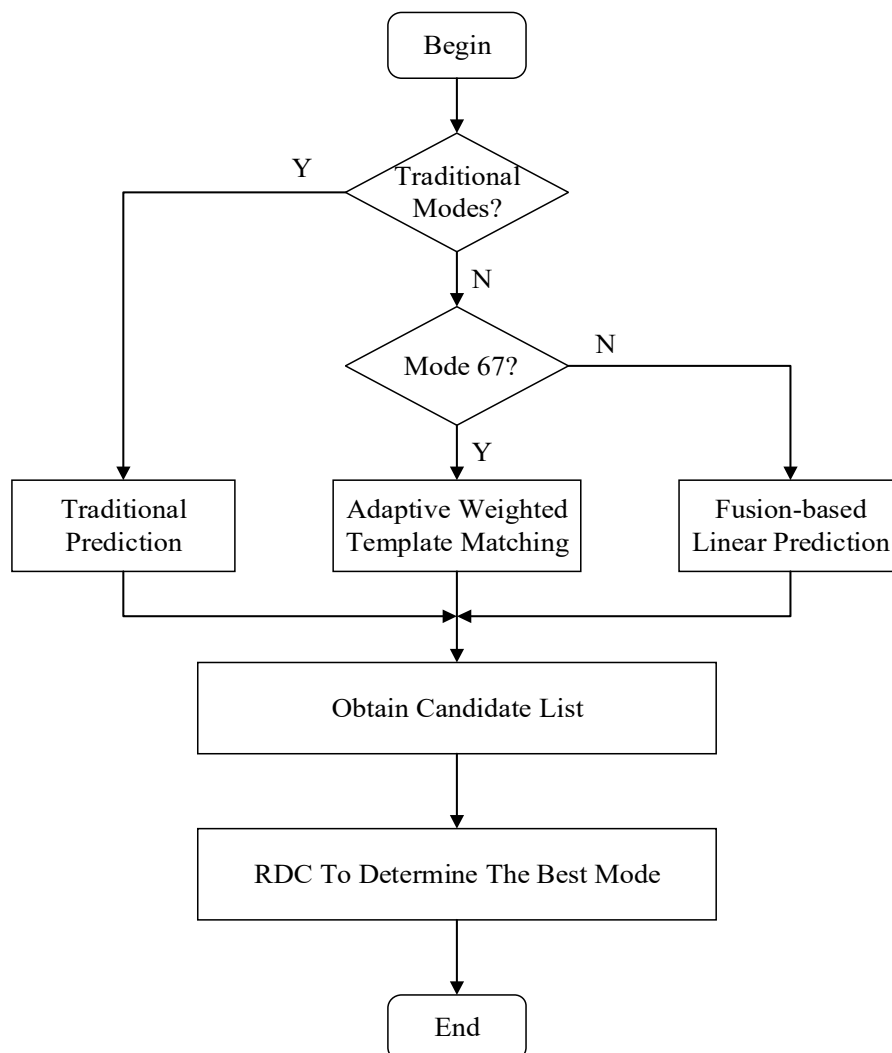 Begin
Y
Traditional
Modes?
N
Mode 67?
N
Y
Traditional
Prediction
Adaptive Weighted
Template Matching
Fusion-based
Linear Prediction
Obtain Candidate List
RDC To Determine The Best Mode
End